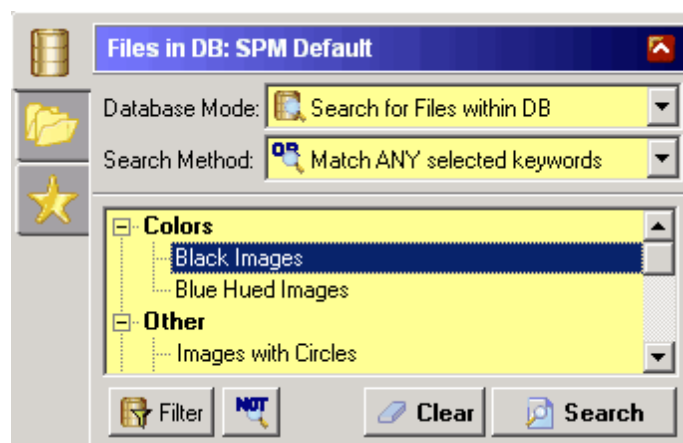 Files in DB: SPM Default
Database Mode: Search for Files within DB
Search Method: OR Match ANY selected keywords
Colors
Black Images
Blue Hued Images
Other
Images with Circles
Filter NOT Clear Search